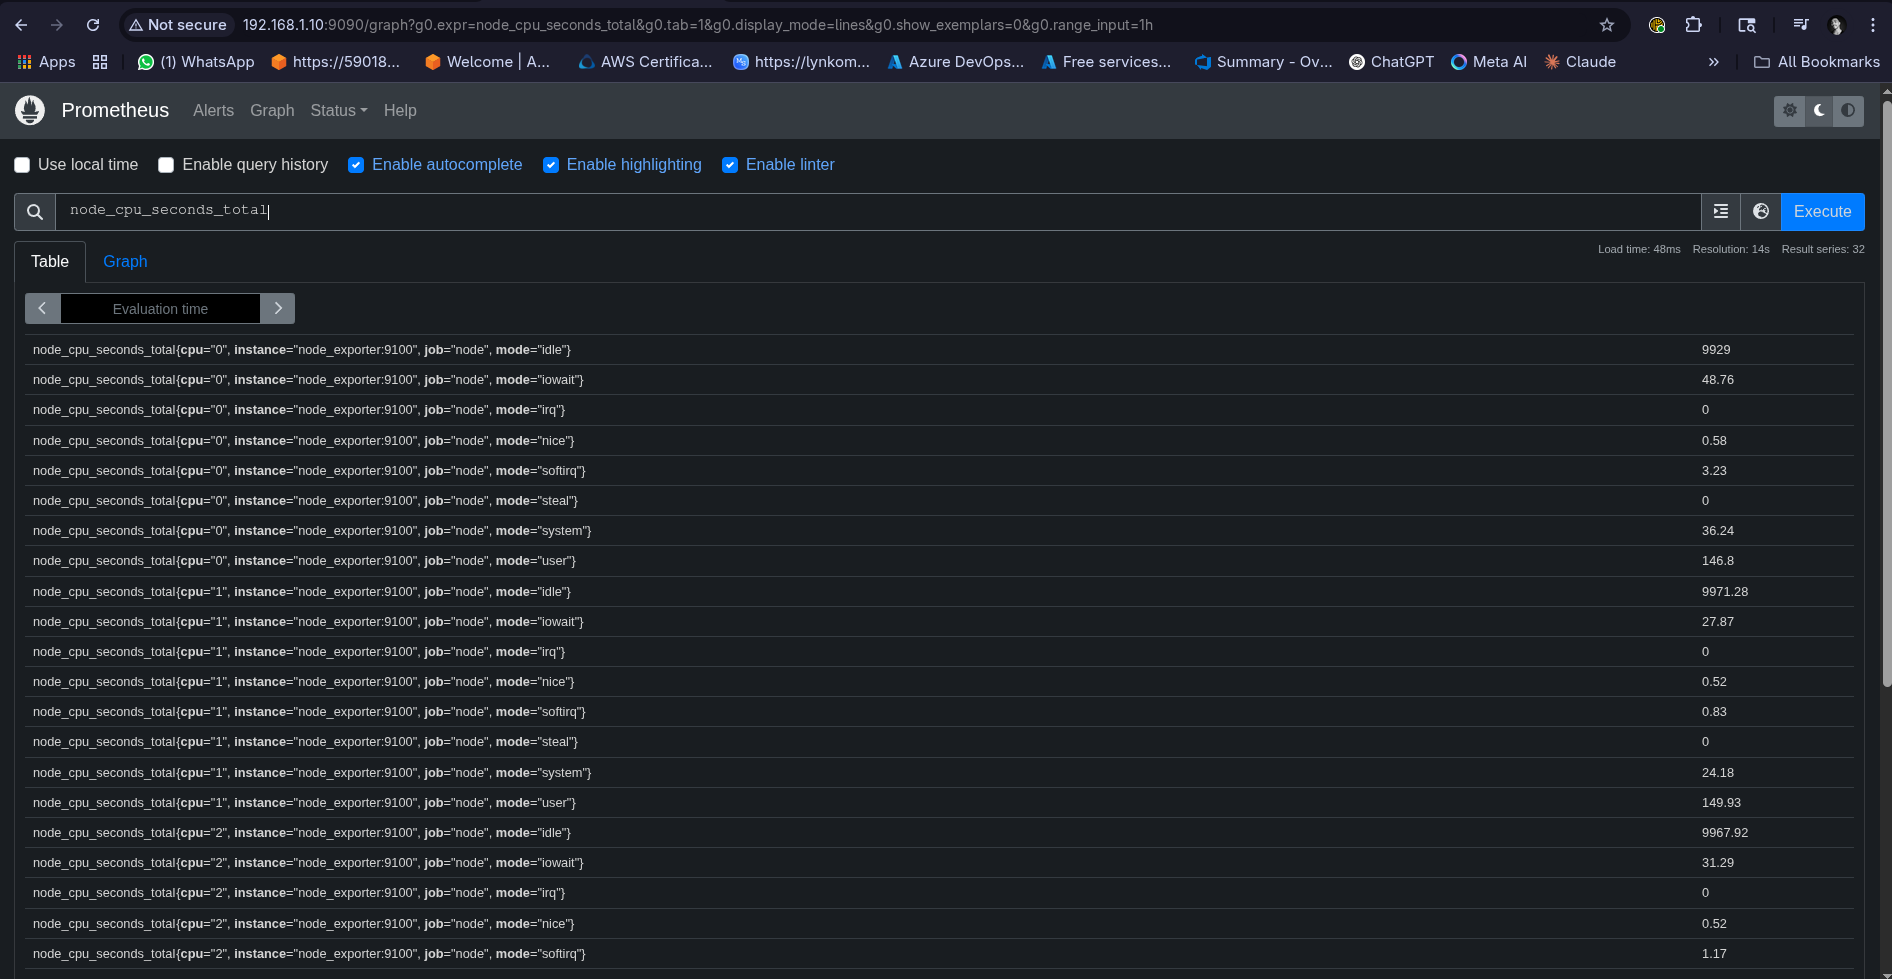 Not secure 192.168.1.10:9090/graph?g0.expr=node_cpu_seconds_total&g0.tab=1&g0.display_mode=lines&g0.show_exemplars=0&g0.range_input=1h
Apps (1) WhatsApp https://59018... Welcome | A... AWS Certifica... https://lynkom... Azure DevOps... Free services... Summary - Ov... ChatGPT Meta AI Claude » All Bookmarks
Prometheus Alerts Graph Status Help
Use local time Enable query history Enable autocomplete Enable highlighting Enable linter
node_cpu_seconds_total Execute
Load time: 48ms Resolution: 14s Result series: 32
Table Graph
Evaluation time
node_cpu_seconds_total{cpu="0", instance="node_exporter:9100", job="node", mode="idle"} 9929
node_cpu_seconds_total{cpu="0", instance="node_exporter:9100", job="node", mode="iowait"} 48.76
node_cpu_seconds_total{cpu="0", instance="node_exporter:9100", job="node", mode="irq"} 0
node_cpu_seconds_total{cpu="0", instance="node_exporter:9100", job="node", mode="nice"} 0.58
node_cpu_seconds_total{cpu="0", instance="node_exporter:9100", job="node", mode="softirq"} 3.23
node_cpu_seconds_total{cpu="0", instance="node_exporter:9100", job="node", mode="steal"} 0
node_cpu_seconds_total{cpu="0", instance="node_exporter:9100", job="node", mode="system"} 36.24
node_cpu_seconds_total{cpu="0", instance="node_exporter:9100", job="node", mode="user"} 146.8
node_cpu_seconds_total{cpu="1", instance="node_exporter:9100", job="node", mode="idle"} 9971.28
node_cpu_seconds_total{cpu="1", instance="node_exporter:9100", job="node", mode="iowait"} 27.87
node_cpu_seconds_total{cpu="1", instance="node_exporter:9100", job="node", mode="irq"} 0
node_cpu_seconds_total{cpu="1", instance="node_exporter:9100", job="node", mode="nice"} 0.52
node_cpu_seconds_total{cpu="1", instance="node_exporter:9100", job="node", mode="softirq"} 0.83
node_cpu_seconds_total{cpu="1", instance="node_exporter:9100", job="node", mode="steal"} 0
node_cpu_seconds_total{cpu="1", instance="node_exporter:9100", job="node", mode="system"} 24.18
node_cpu_seconds_total{cpu="1", instance="node_exporter:9100", job="node", mode="user"} 149.93
node_cpu_seconds_total{cpu="2", instance="node_exporter:9100", job="node", mode="idle"} 9967.92
node_cpu_seconds_total{cpu="2", instance="node_exporter:9100", job="node", mode="iowait"} 31.29
node_cpu_seconds_total{cpu="2", instance="node_exporter:9100", job="node", mode="irq"} 0
node_cpu_seconds_total{cpu="2", instance="node_exporter:9100", job="node", mode="nice"} 0.52
node_cpu_seconds_total{cpu="2", instance="node_exporter:9100", job="node", mode="softirq"} 1.17